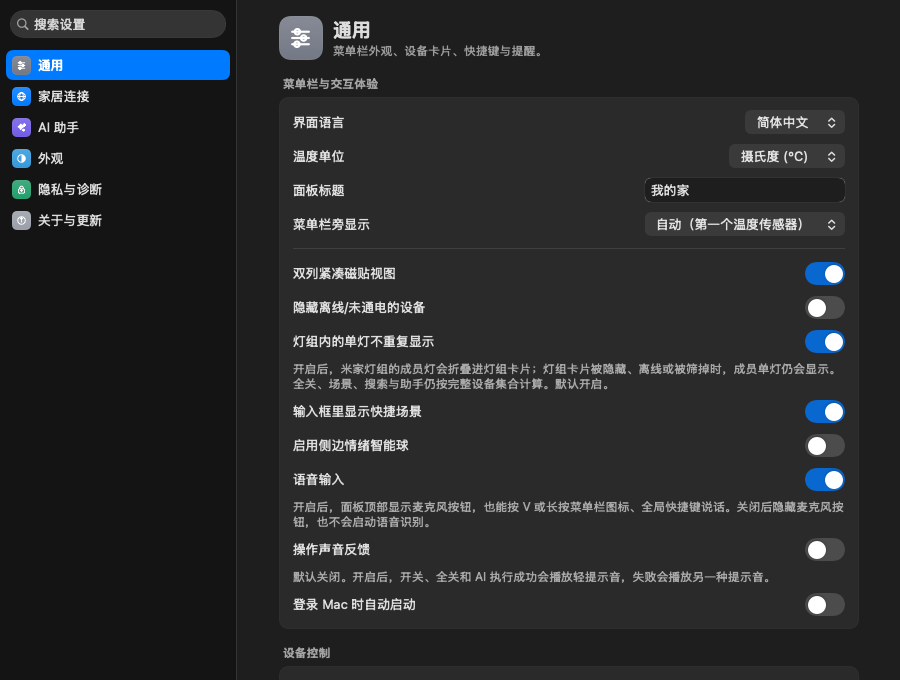 搜索设置
通用
家居连接
AI 助手
外观
隐私与诊断
关于与更新
通用
菜单栏外观、设备卡片、快捷键与提醒。
菜单栏与交互体验
界面语言
简体中文
温度单位
摄氏度 (°C)
面板标题
我的家
菜单栏旁显示
自动（第一个温度传感器）
双列紧凑磁贴视图
隐藏离线/未通电的设备
灯组内的单灯不重复显示
开启后，米家灯组的成员灯会折叠进灯组卡片；灯组卡片被隐藏、离线或被筛掉时，成员单灯仍会显示。
全关、场景、搜索与助手仍按完整设备集合计算。默认开启。
输入框里显示快捷场景
启用侧边情绪智能球
语音输入
开启后，面板顶部显示麦克风按钮，也能按 V 或长按菜单栏图标、全局快捷键说话。关闭后隐藏麦克风按
钮，也不会启动语音识别。
操作声音反馈
默认关闭。开启后，开关、全关和 AI 执行成功会播放轻提示音，失败会播放另一种提示音。
登录 Mac 时自动启动
设备控制